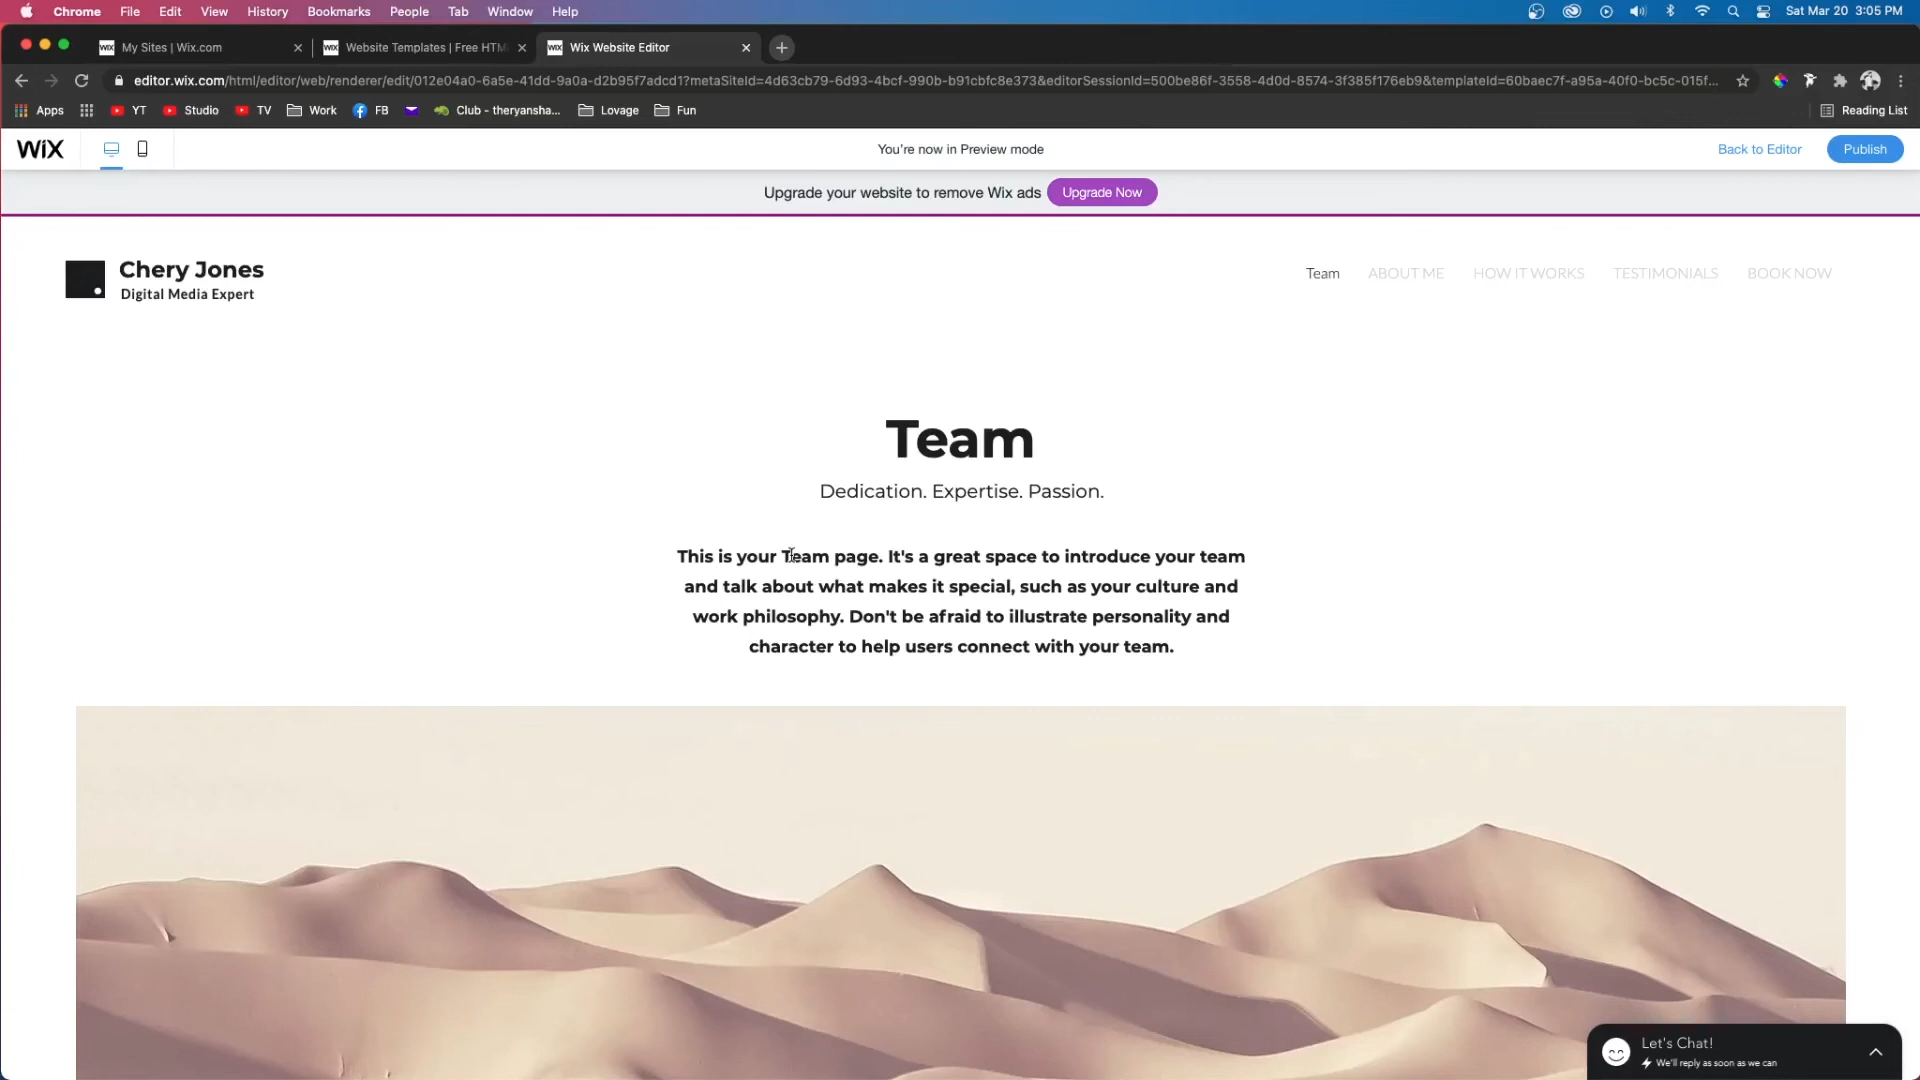 Chrome File Edit View History Bookmarks People Tab Window Help Sat Mar 20 3:05 PM
WiX My Sites | Wix.com WiX Website Templates | Free HTM WiX Wix Website Editor
editor.wix.com/html/editor/web/renderer/edit/012e04a0-6a5e-41dd-9a0a-d2b95f7adcd1?metaSiteId=4d63cb79-6d93-4bcf-990b-b91cbfc8e373&editorSessionId=500be86f-3558-4d0d-8574-3f385f176eb9&templateId=60baec7f-a95a-40f0-bc5c-015f...
Apps YT Studio TV Work FB Club - theryansha... Lovage Fun Reading List
WiX You're now in Preview mode Back to Editor Publish
Upgrade your website to remove Wix ads Upgrade Now
Chery Jones
Digital Media Expert
Team ABOUT ME HOW IT WORKS TESTIMONIALS BOOK NOW
Team
Dedication. Expertise. Passion.
This is your Team page. It's a great space to introduce your team
and talk about what makes it special, such as your culture and
work philosophy. Don't be afraid to illustrate personality and
character to help users connect with your team.
Let's Chat!
We'll reply as soon as we can